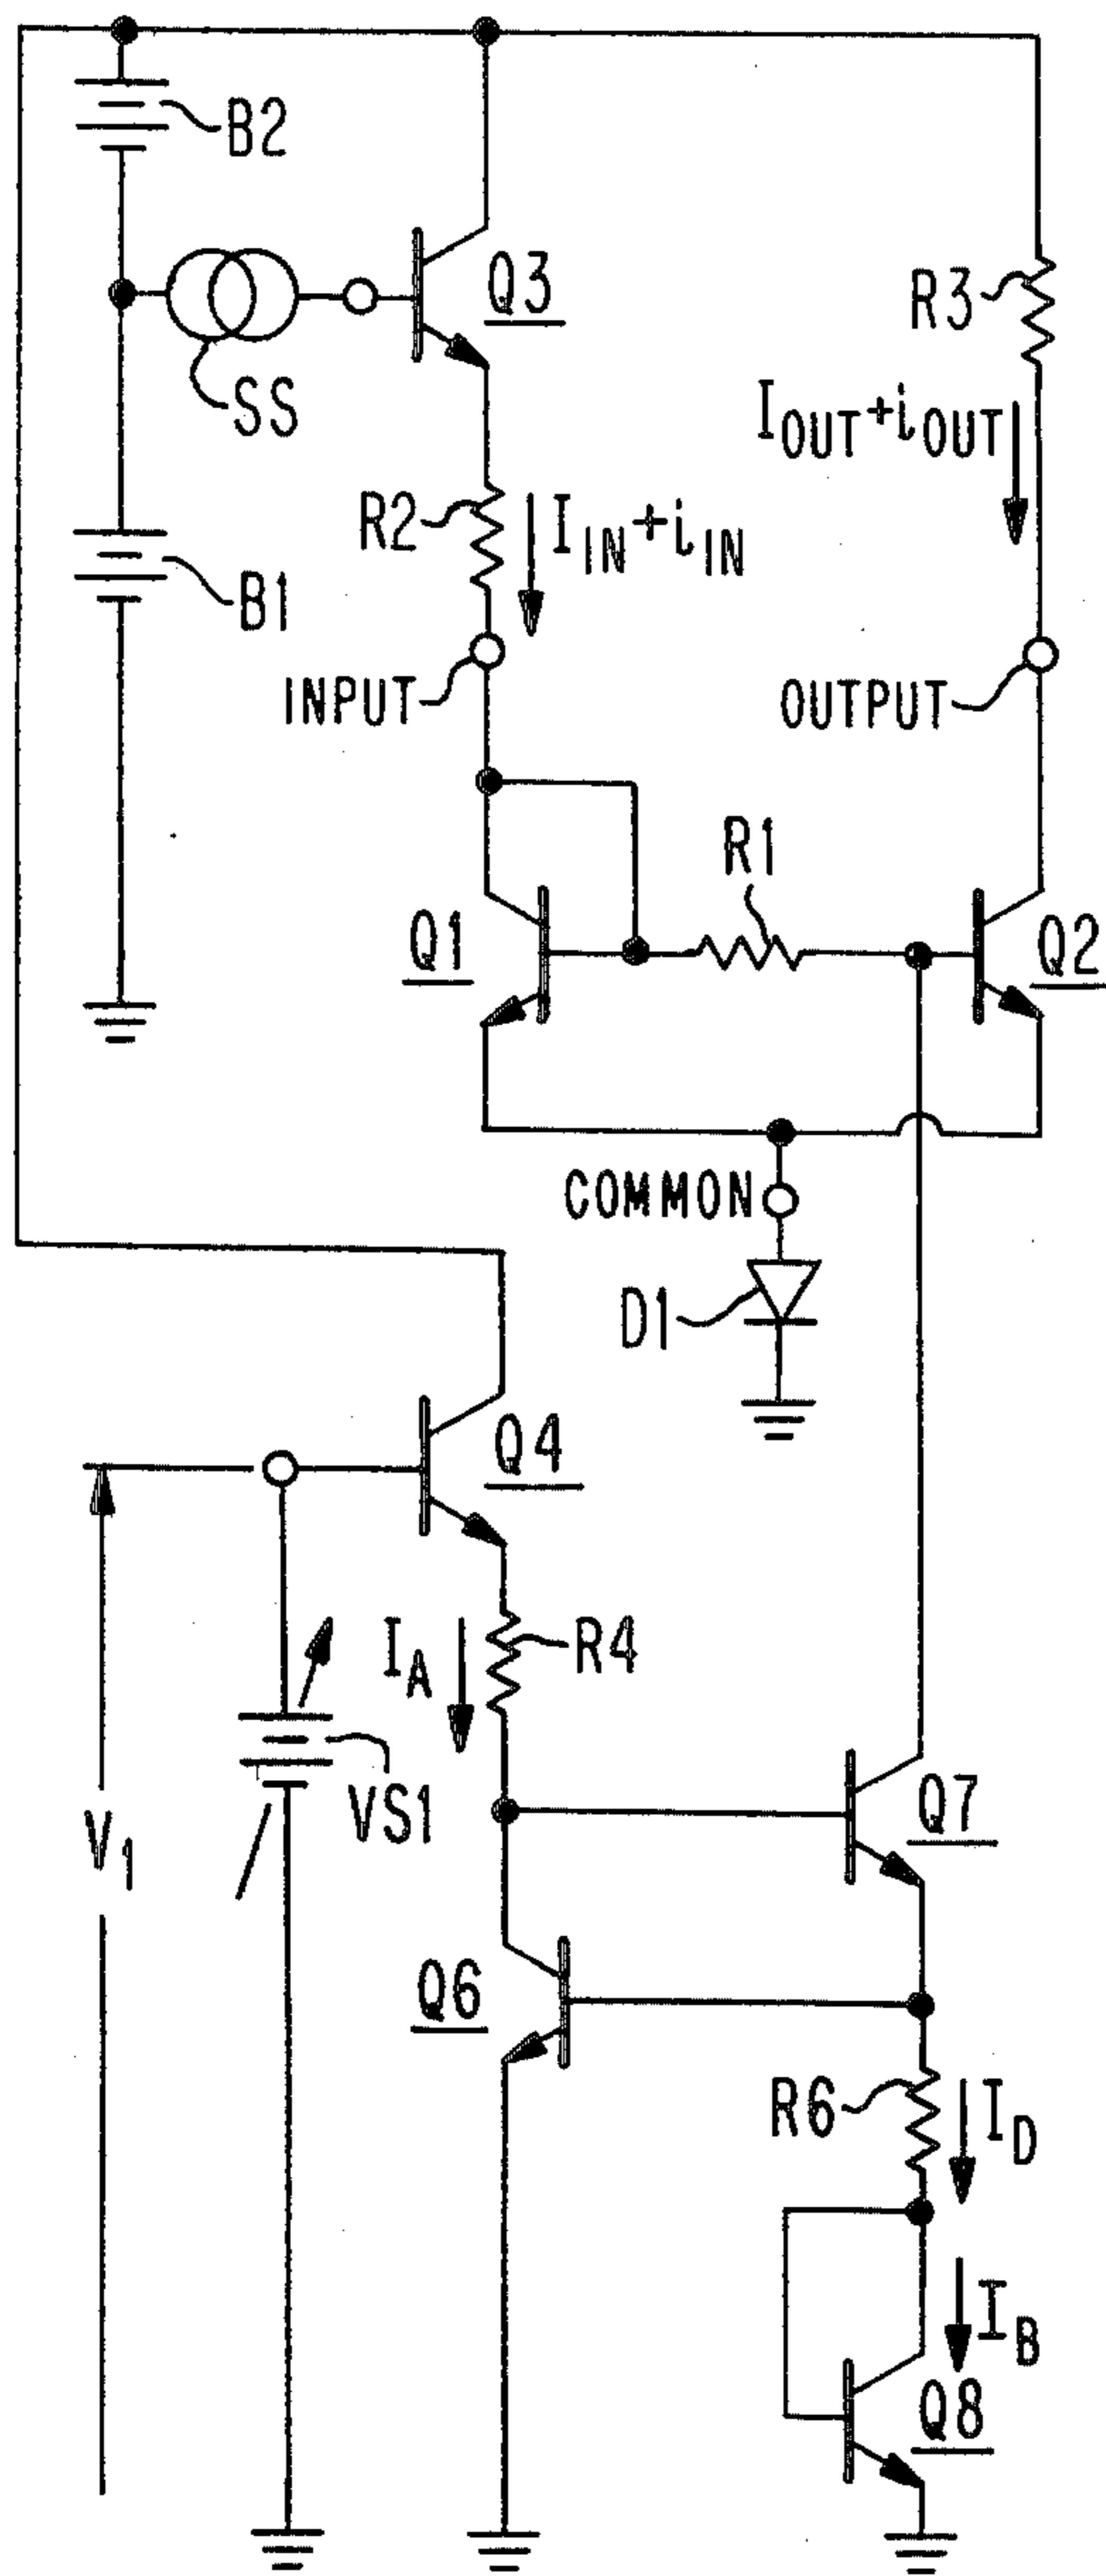 B2
Q3
R3
SS
I_OUT+i_OUT
R2
I_IN+i_IN
B1
INPUT
OUTPUT
R1
Q1
Q2
COMMON
D1
Q4
I_A
R4
VS1
V_1
Q7
Q6
R6
I_D
I_B
Q8